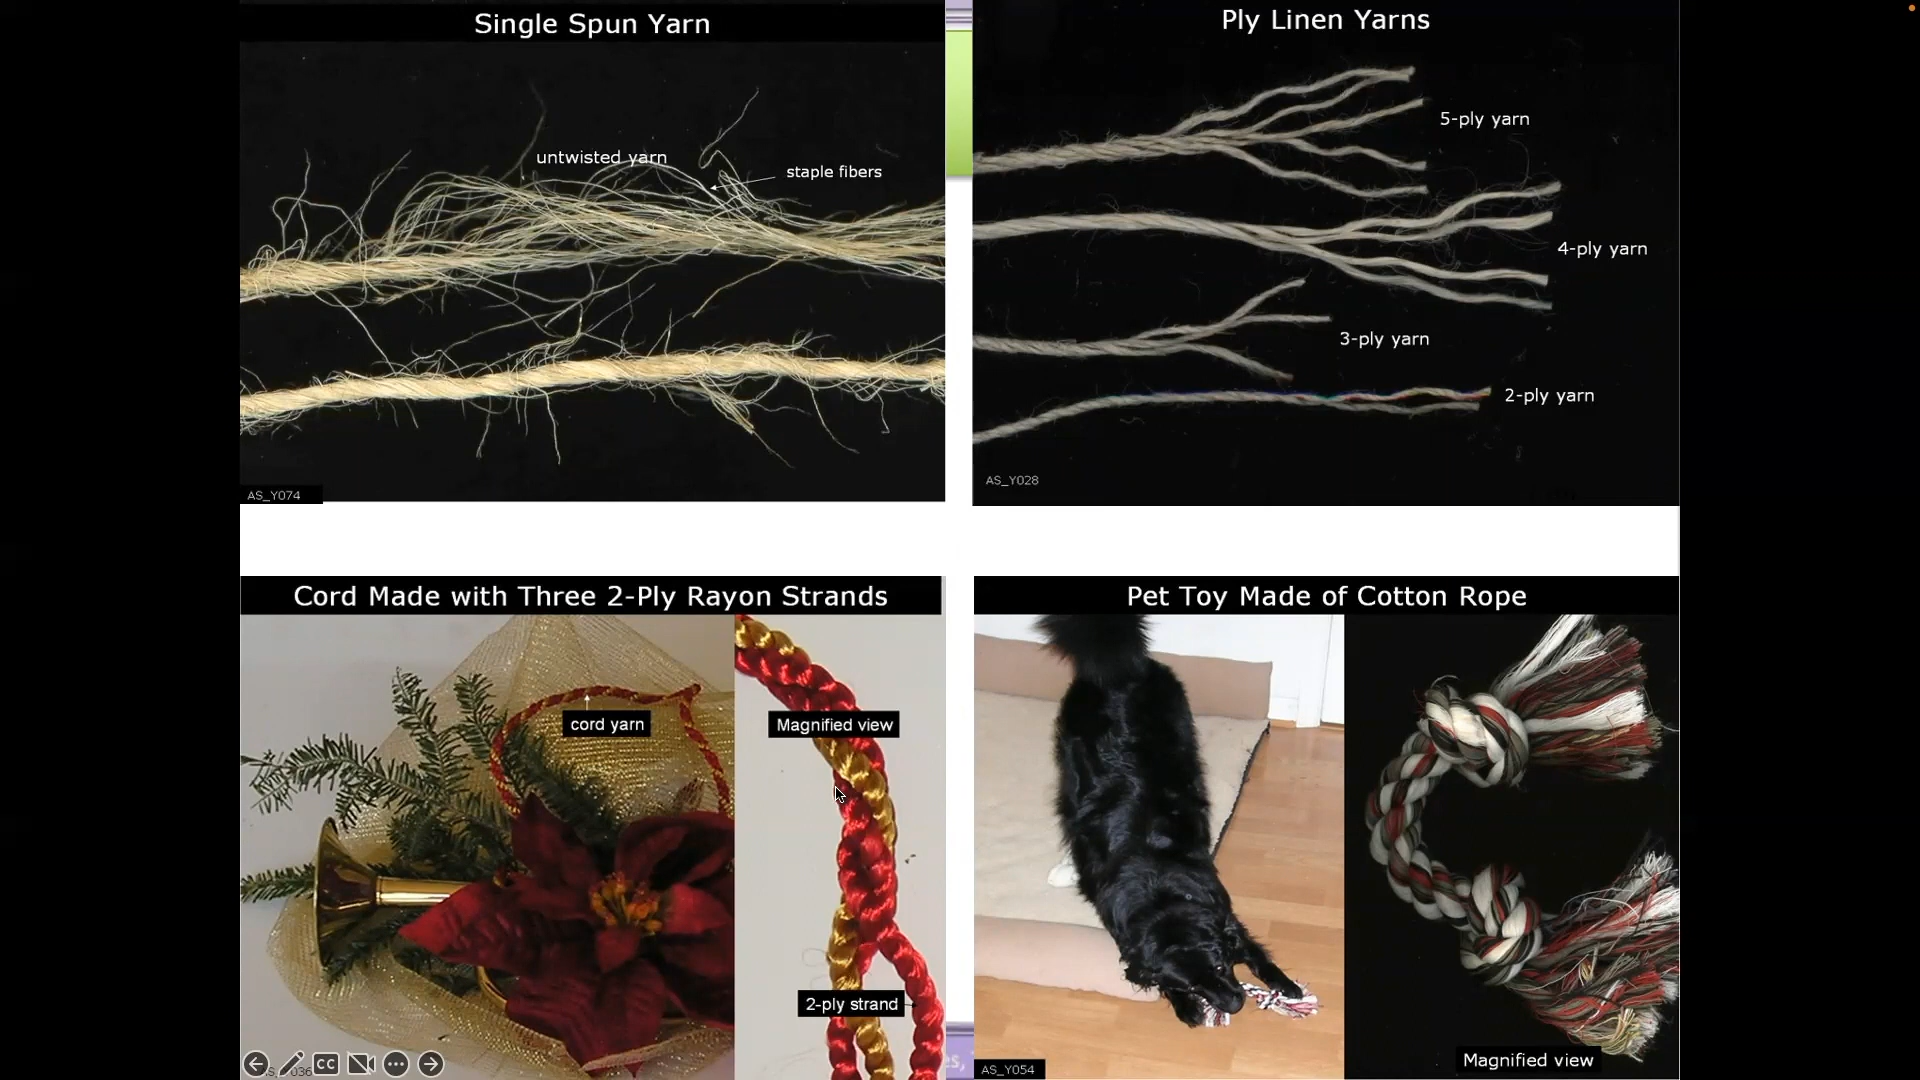 Single Spun Yarn
untwisted yarn
staple fibers
AS_Y074
Ply Linen Yarns
5-ply yarn
4-ply yarn
3-ply yarn
2-ply yarn
AS_Y028
Cord Made with Three 2-Ply Rayon Strands
cord yarn
Magnified view
2-ply strand
CC
Pet Toy Made of Cotton Rope
AS_Y054
Magnified view